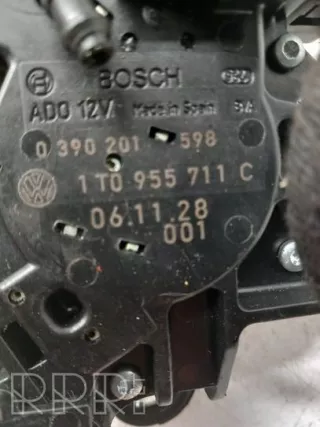 BOSCH
ADO 12V Made in Spain
0 390 201 598
1T0 955 711 C
06.11.28
001
RRR